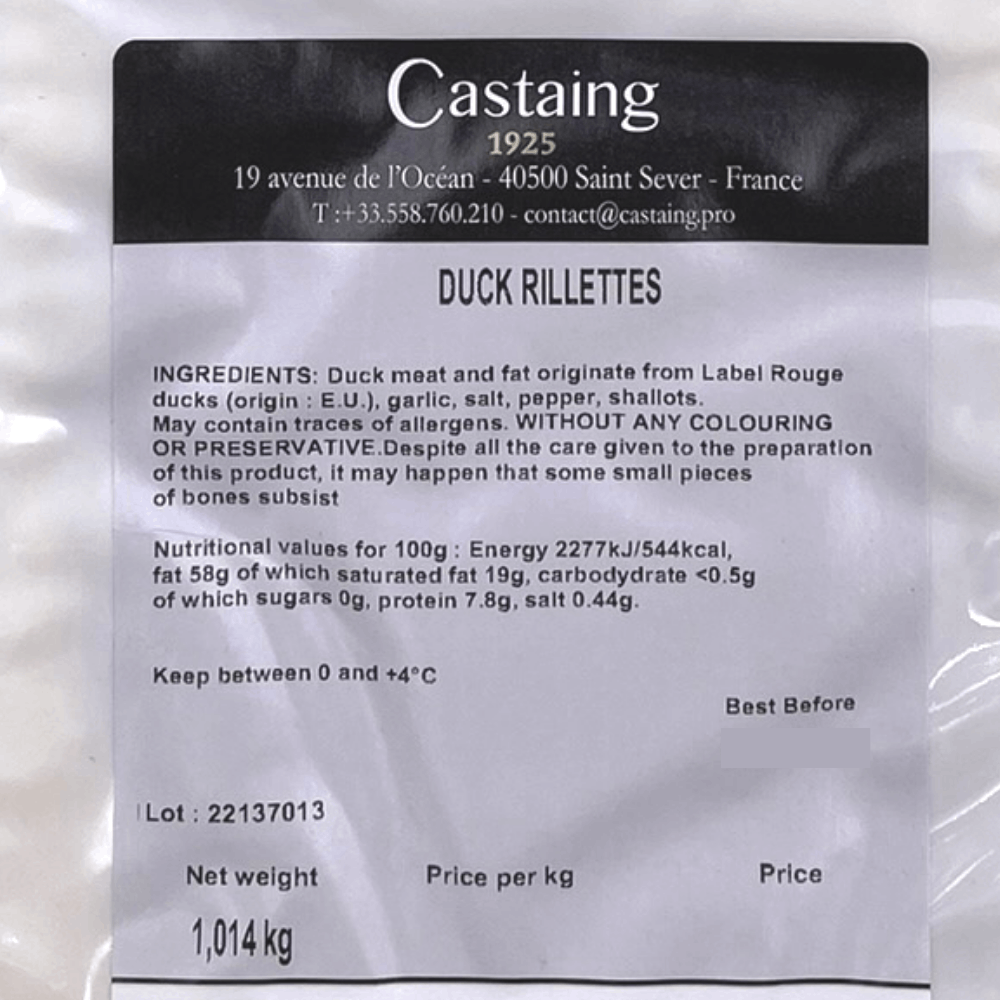 Castaing
1925
19 avenue de l'Océan - 40500 Saint Sever - France
T :+33.558.760.210 - contact@castaing.pro
DUCK RILLETTES
INGREDIENTS: Duck meat and fat originate from Label Rouge
ducks (origin : E.U.), garlic, salt, pepper, shallots.
May contain traces of allergens. WITHOUT ANY COLOURING
OR PRESERVATIVE.Despite all the care given to the preparation
of this product, it may happen that some small pieces
of bones subsist
Nutritional values for 100g : Energy 2277kJ/544kcal,
fat 58g of which saturated fat 19g, carbodydrate <0.5g
of which sugars 0g, protein 7.8g, salt 0.44g.
Keep between 0 and +4°C
Best Before
Lot : 22137013
Net weight Price per kg Price
1,014 kg